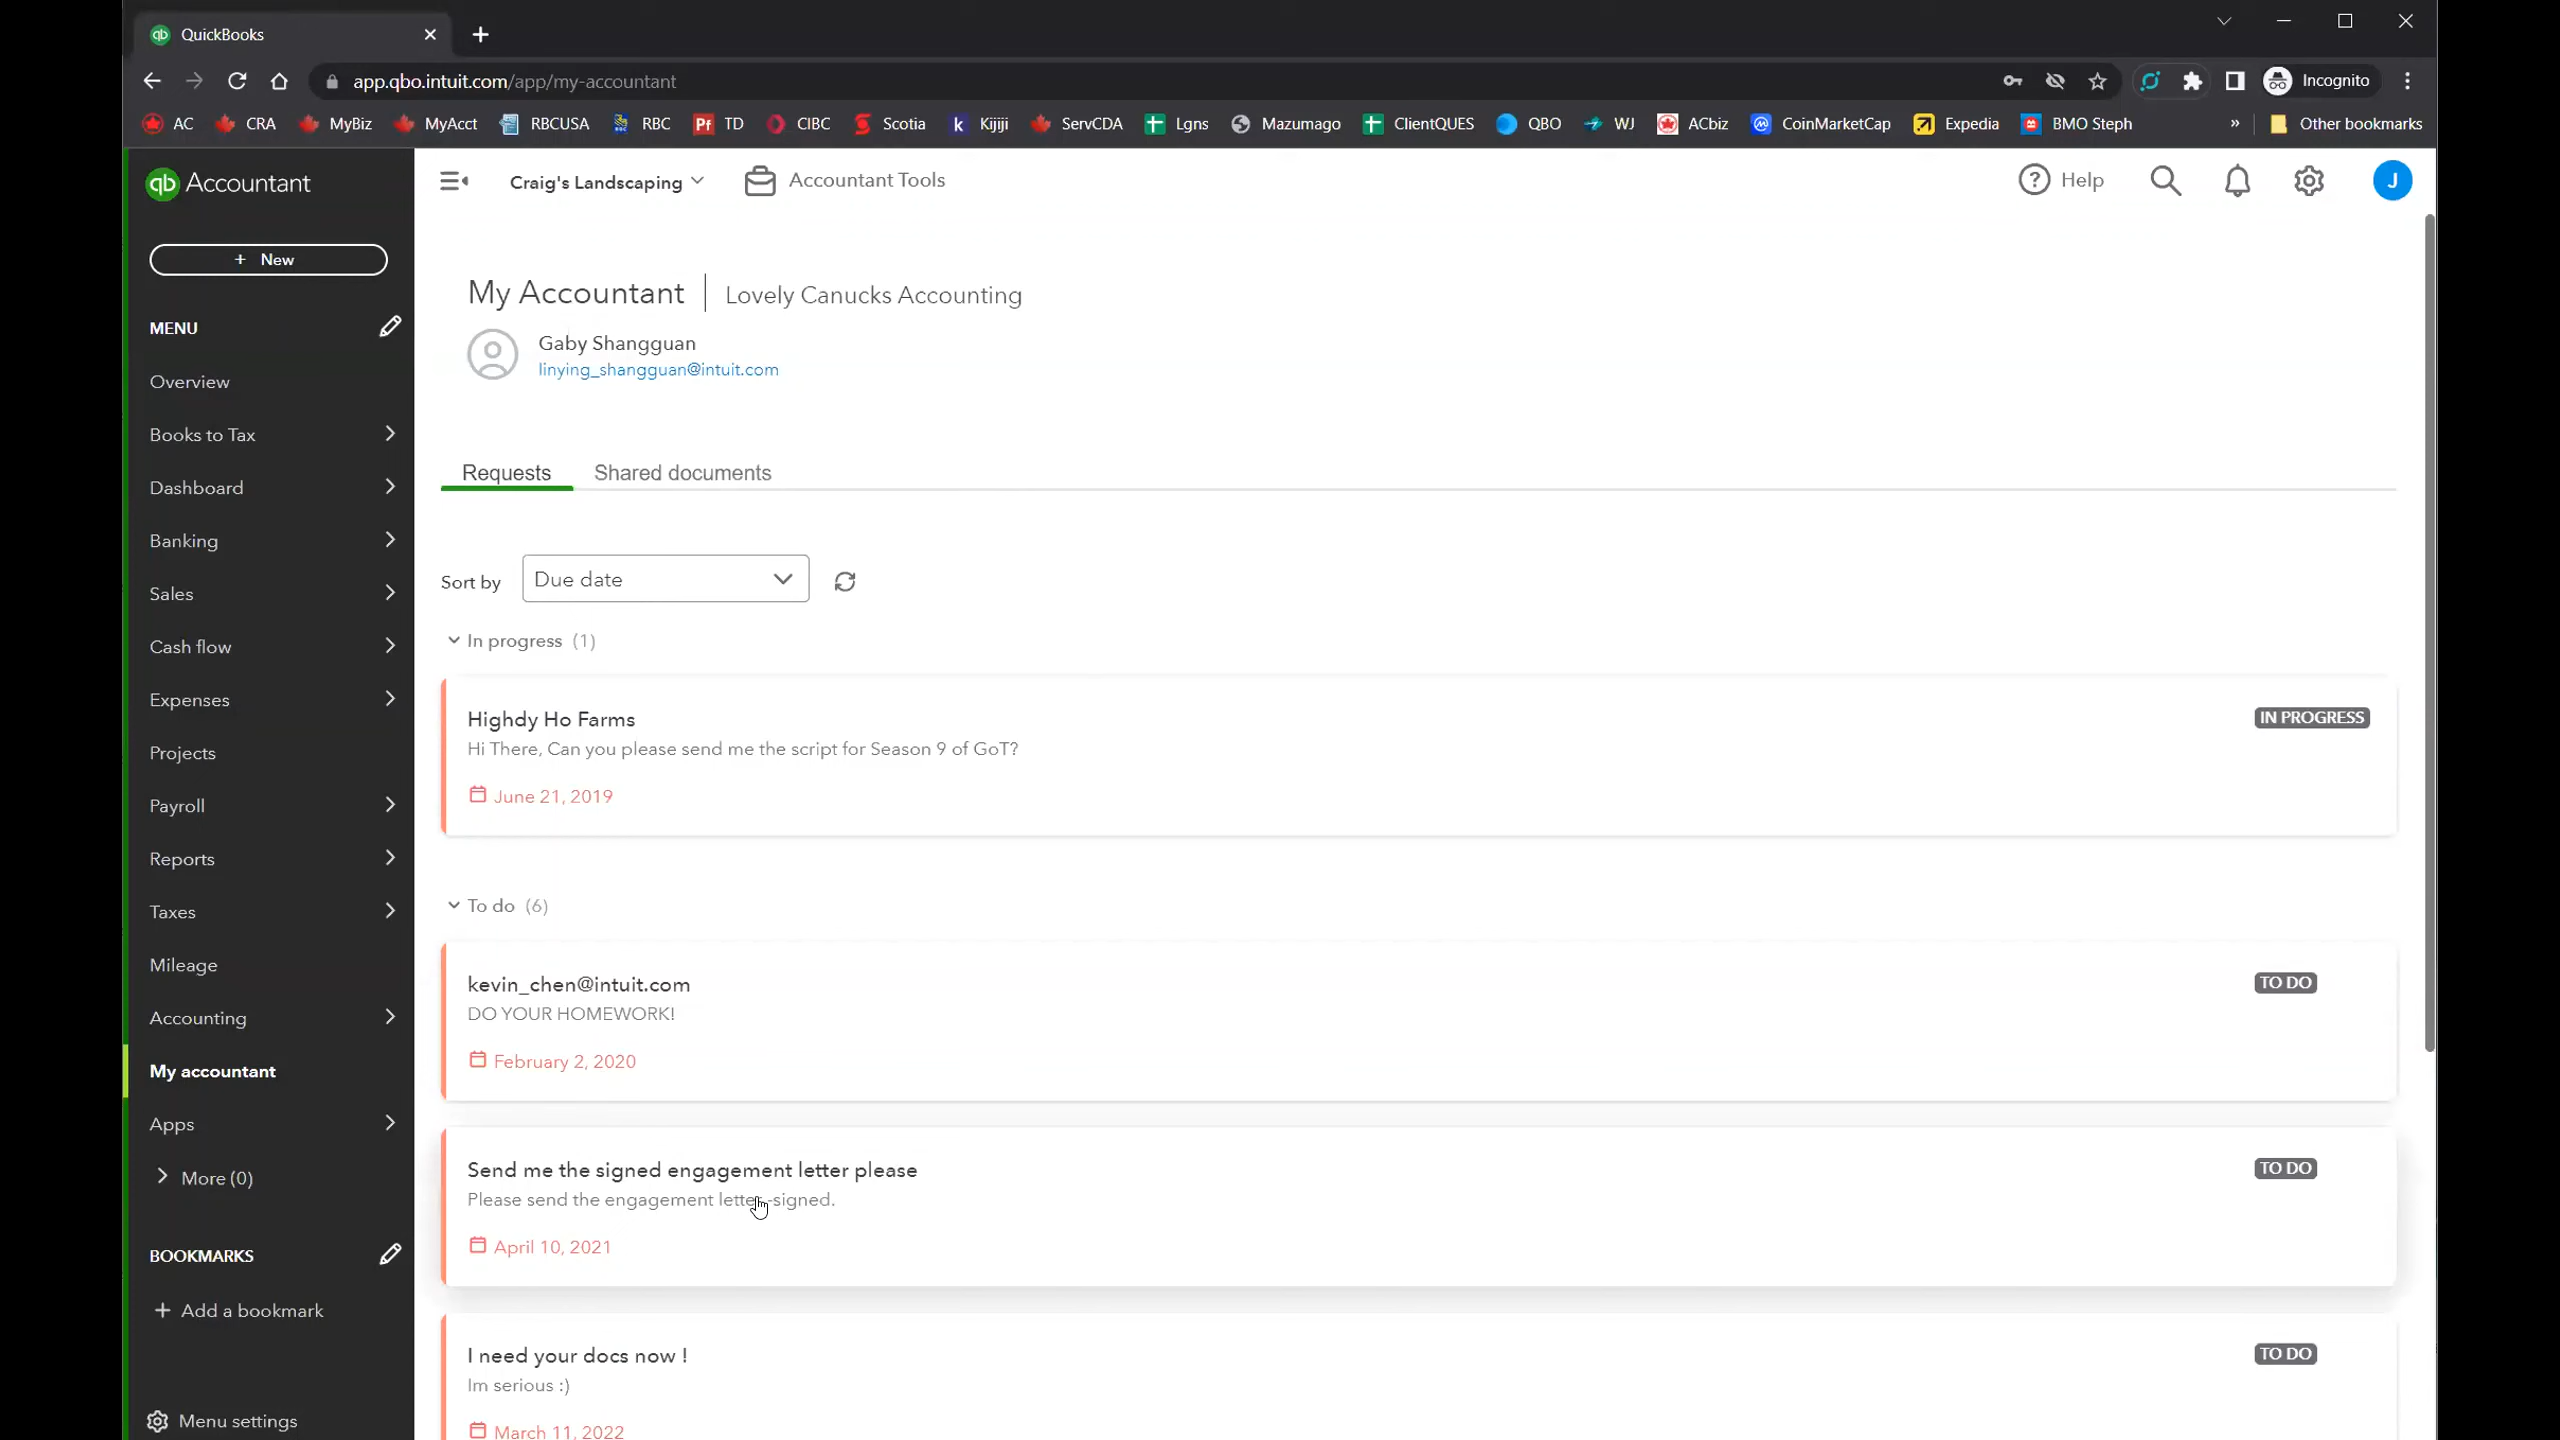 QuickBooks
app.qbo.intuit.com/app/my-accountant
Incognito
AC CRA MyBiz MyAcct RBCUSA RBC TD CIBC Scotia Kijiji ServCDA Lgns Mazumago ClientQUES QBO WJ ACbiz CoinMarketCap Expedia BMO Steph » Other bookmarks
qb Accountant
Craig's Landscaping
Accountant Tools
Help
J
+ New
MENU
Overview
Books to Tax
Dashboard
Banking
Sales
Cash flow
Expenses
Projects
Payroll
Reports
Taxes
Mileage
Accounting
My accountant
Apps
More (0)
BOOKMARKS
+ Add a bookmark
Menu settings
My Accountant | Lovely Canucks Accounting
Gaby Shangguan
linying_shangguan@intuit.com
Requests
Shared documents
Sort by
Due date
In progress (1)
Highdy Ho Farms
IN PROGRESS
Hi There, Can you please send me the script for Season 9 of GoT?
June 21, 2019
To do (6)
kevin_chen@intuit.com
TO DO
DO YOUR HOMEWORK!
February 2, 2020
Send me the signed engagement letter please
TO DO
Please send the engagement letter -signed.
April 10, 2021
I need your docs now !
TO DO
Im serious :)
March 11, 2022